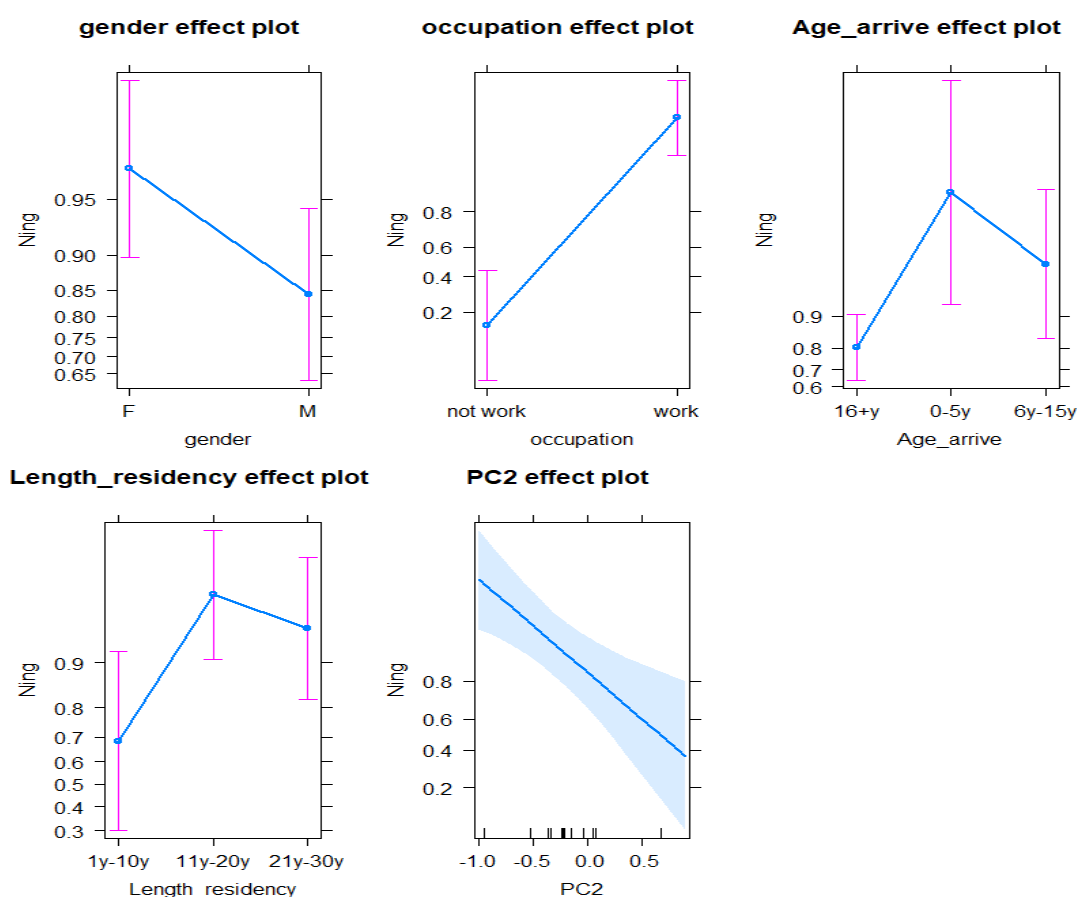 gender effect plot
Ning
0.95
0.90
0.85
0.80
0.75
0.70
0.65
F
M
gender
occupation effect plot
Ning
0.8
0.6
0.4
0.2
not work
work
occupation
Age_arrive effect plot
Ning
0.9
0.8
0.7
0.6
16+y
0-5y
6y-15y
Age_arrive
Length_residency effect plot
Ning
0.9
0.8
0.7
0.6
0.5
0.4
0.3
1y-10y
11y-20y
21y-30y
Length_residency
PC2 effect plot
Ning
0.8
0.6
0.4
0.2
-1.0
-0.5
0.0
0.5
PC2